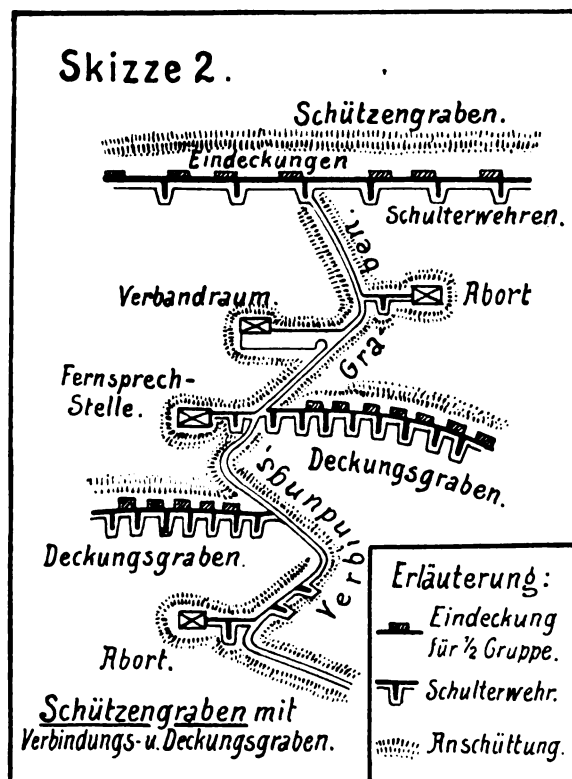 Skizze 2.
Schützengraben.
Eindeckungen
Schulterwehren.
Verbandraum.
Abort
Fernsprech-
Stelle.
Deckungsgraben.
Deckungsgraben.
Verbindungs-Graben.
Abort.
Schützengraben mit
Verbindungs- u. Deckungsgraben.
Erläuterung:
Eindeckung
für ½ Gruppe.
Schulterwehr.
Anschüttung.